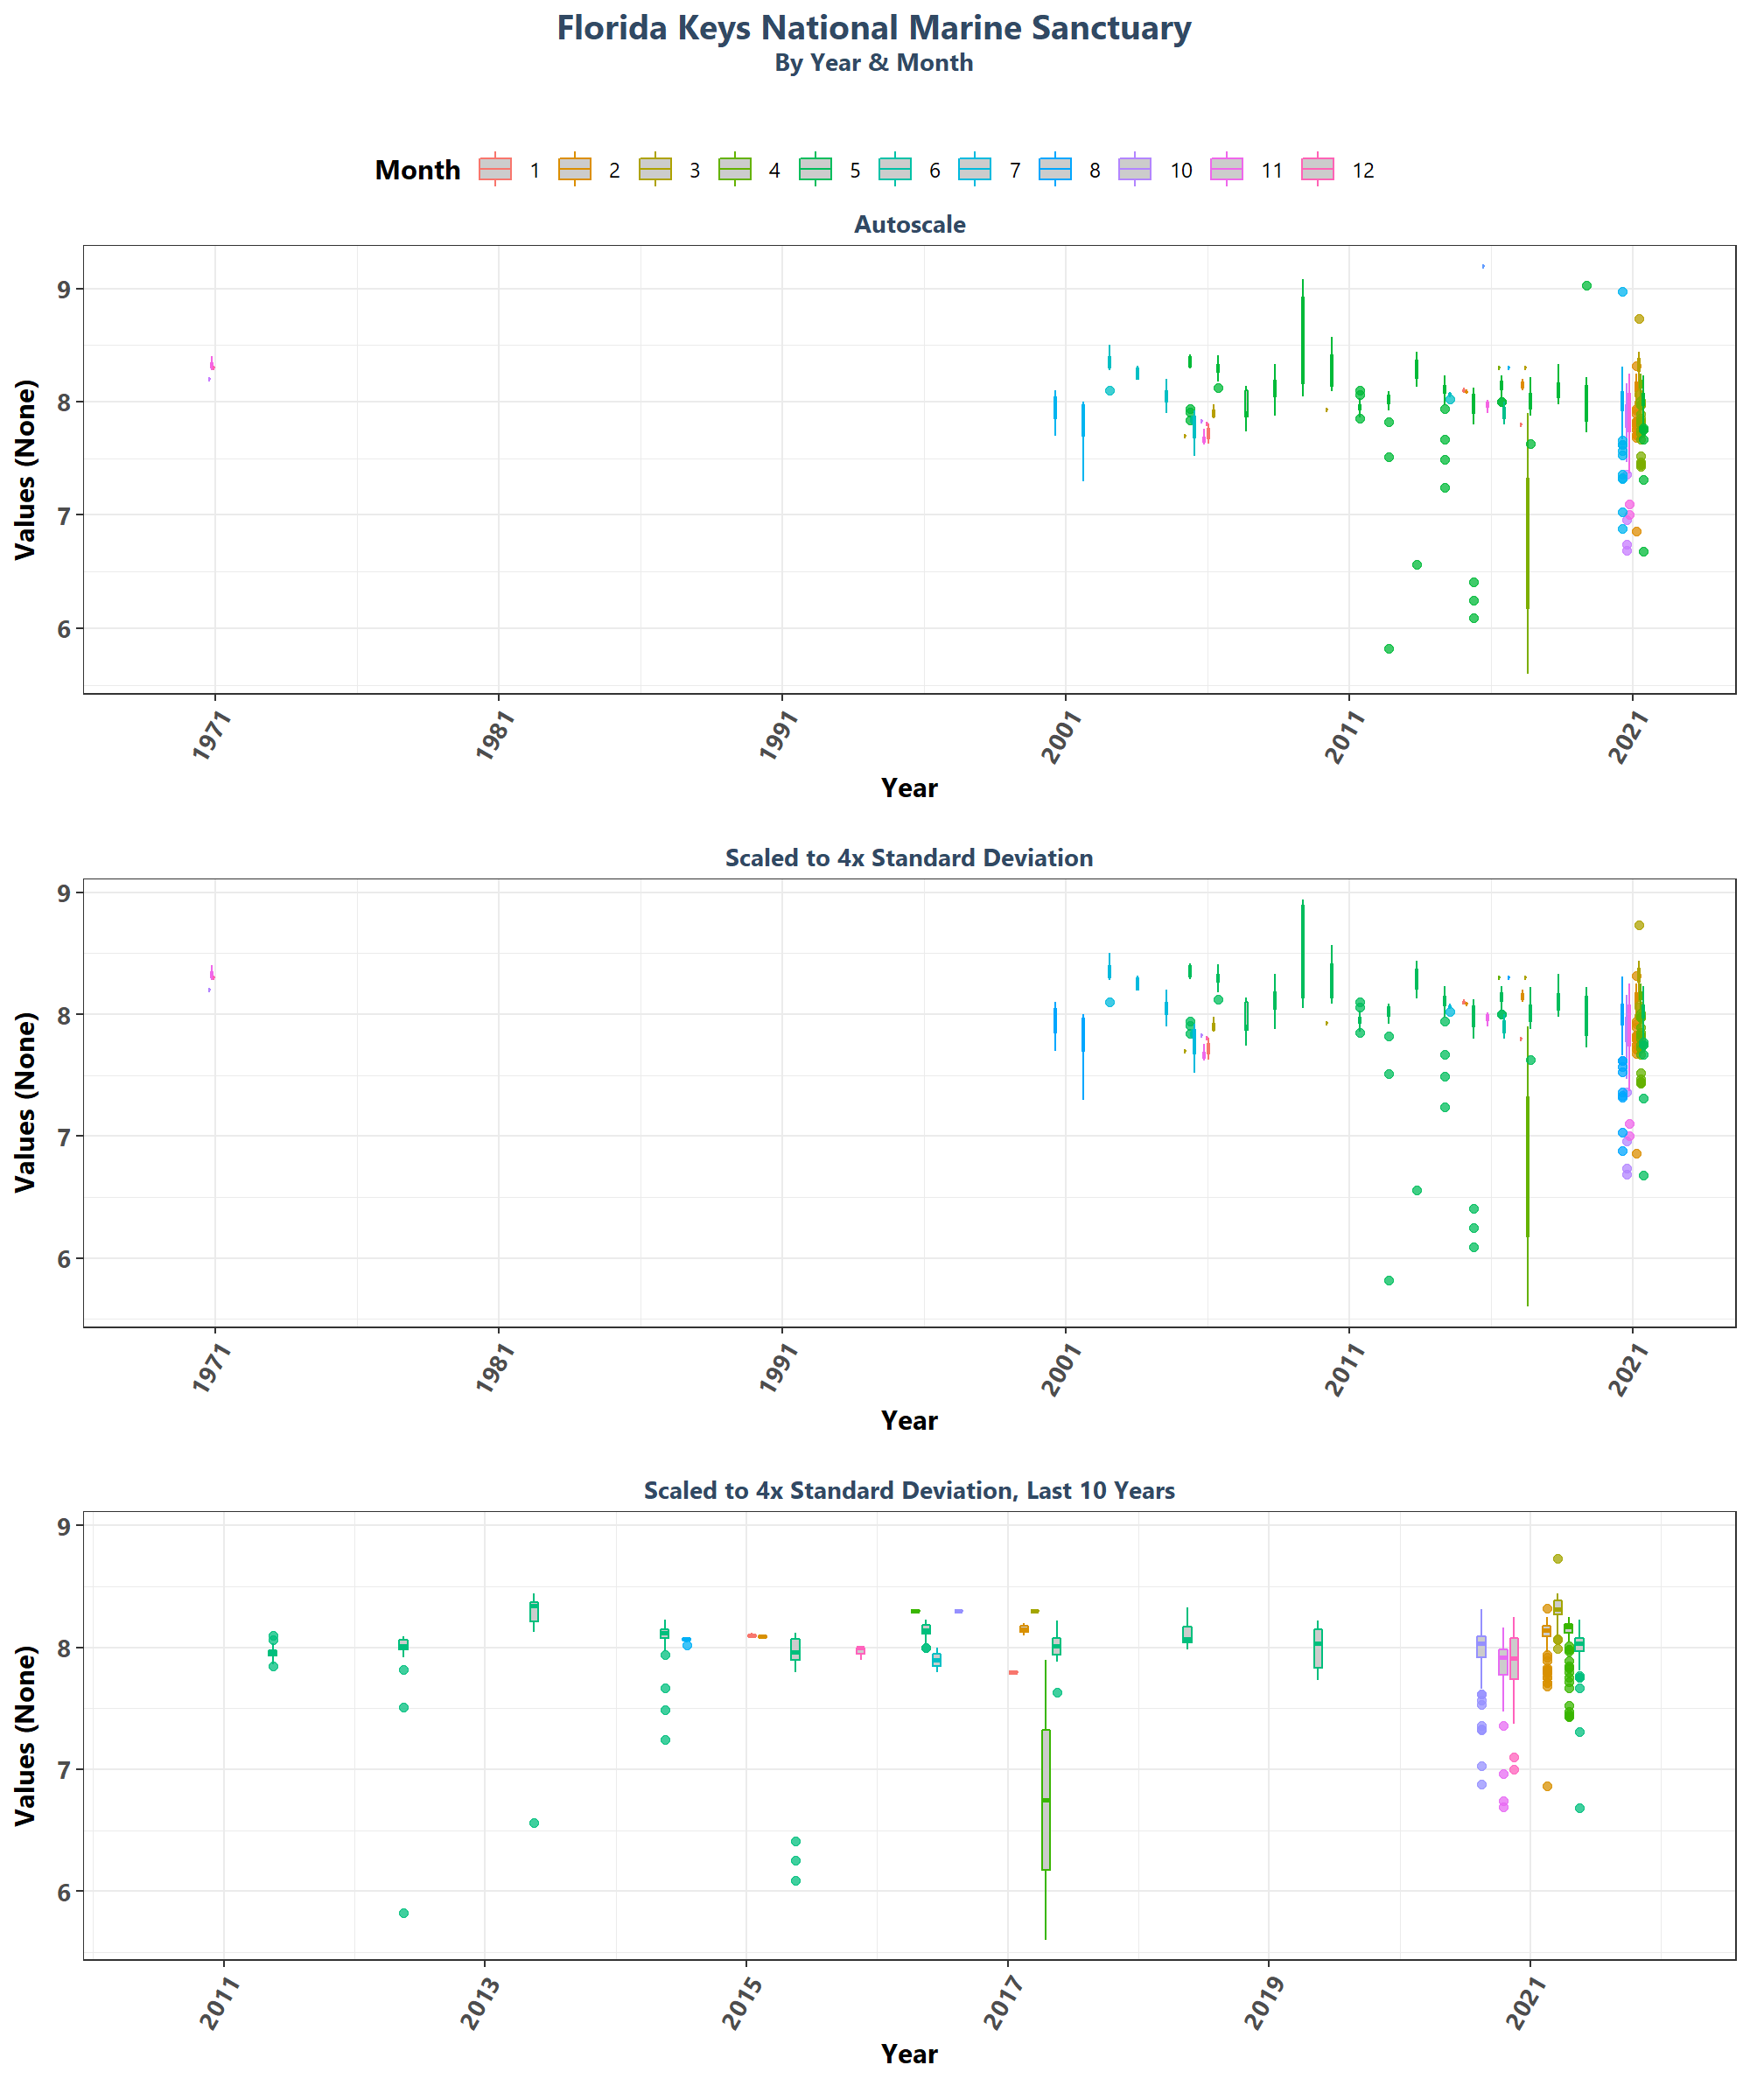 Florida Keys National Marine Sanctuary
By Year & Month
Month 1 2 3 4 5 6 7 8 10 11 12
Autoscale
Values (None)
9
8
7
6
1971 1981 1991 2001 2011 2021
Year
Scaled to 4x Standard Deviation
Values (None)
9
8
7
6
1971 1981 1991 2001 2011 2021
Year
Scaled to 4x Standard Deviation, Last 10 Years
Values (None)
9
8
7
6
2011 2013 2015 2017 2019 2021
Year